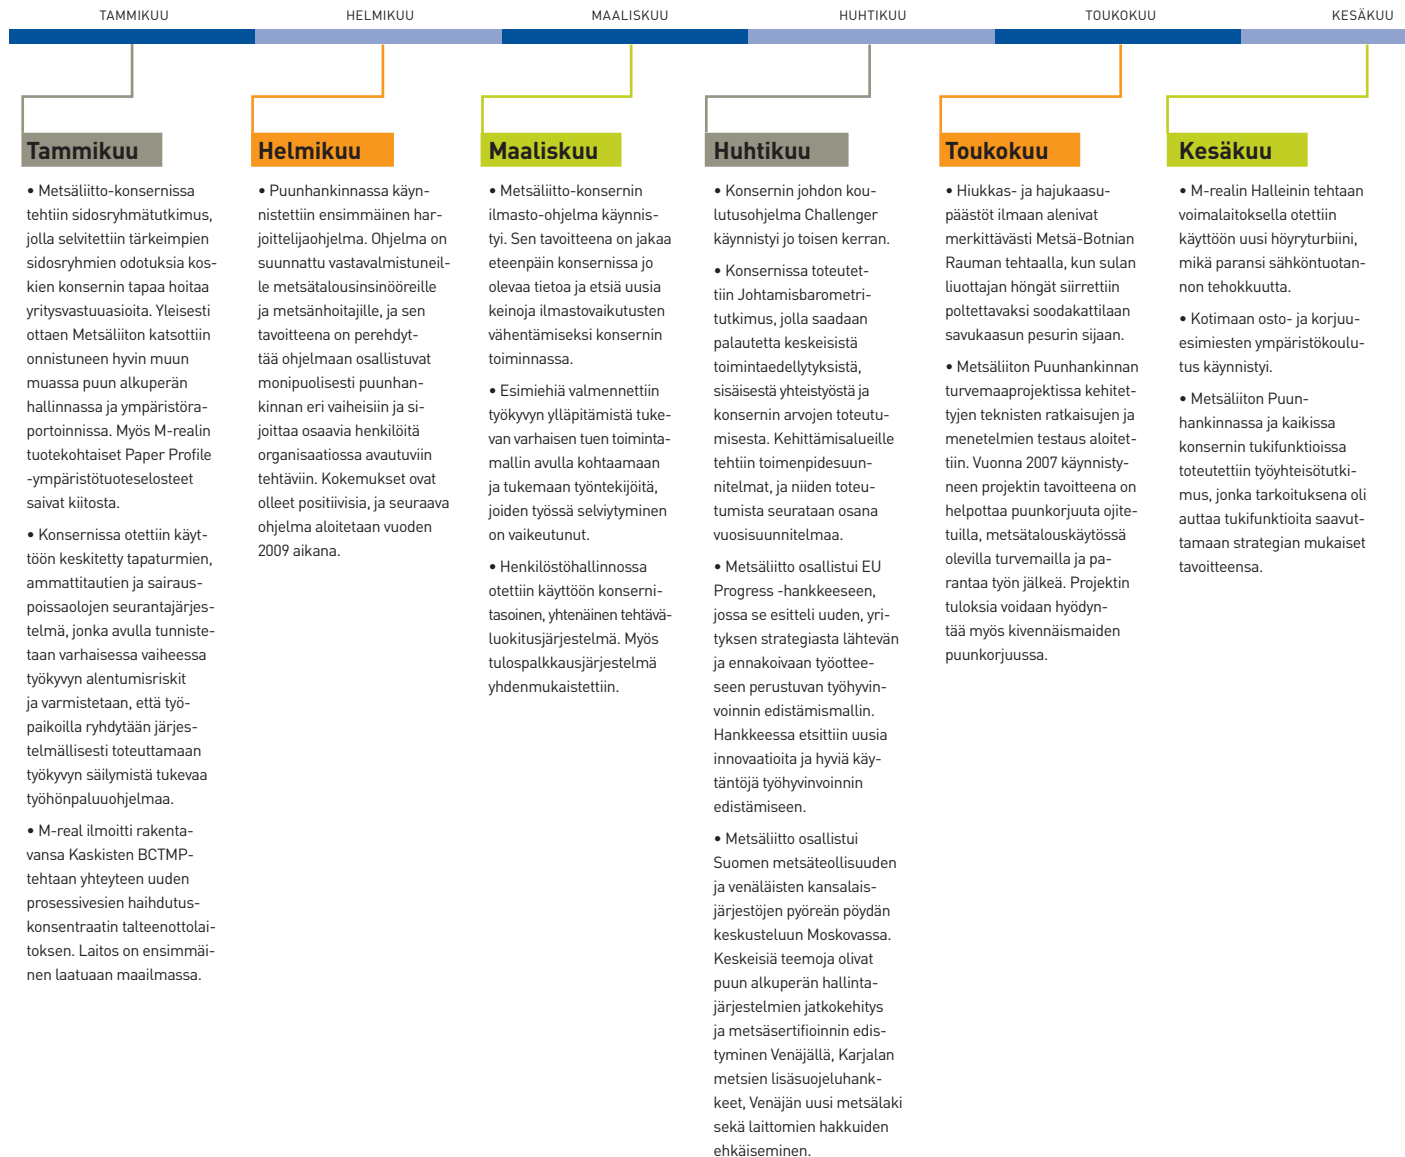 TAMMIKUU
HELMIKUU
MAALISKUU
HUHTIKUU
TOUKOKUU
KESÄKUU
Tammikuu
• Metsäliitto-konsernissa
tehtiin sidosryhmätutkimus,
jolla selvitettiin tärkeimpien
sidosryhmien odotuksia kos-
kien konsernin tapaa hoitaa
yritysvastuuasioita. Yleisesti
ottaen Metsäliiton katsottiin
onnistuneen hyvin muun
muassa puun alkuperän
hallinnassa ja ympäristöra-
portoinnissa. Myös M-realin
tuotekohtaiset Paper Profile
-ympäristötuoteselosteet
saivat kiitosta.
• Konsernissa otettiin käyt-
töön keskitetty tapaturmien,
ammattitautien ja sairaus-
poissaolojen seurantajärjes-
telmä, jonka avulla tunniste-
taan varhaisessa vaiheessa
työkyvyn alentumisriskit
ja varmistetaan, että työ-
paikoilla ryhdytään järjes-
telmällisesti toteuttamaan
työkyvyn säilymistä tukevaa
työhönpaluuohjelmaa.
• M-real ilmoitti rakenta-
vansa Kaskisten BCTMP-
tehtaan yhteyteen uuden
prosessivesien haihdutus-
konsentraatin talteenottolai-
toksen. Laitos on ensimmäi-
nen laatuaan maailmassa.
Helmikuu
• Puunhankinnassa käyn-
nistettiin ensimmäinen har-
joittelijaohjelma. Ohjelma on
suunnattu vastavalmistuneil-
le metsätalousinsinööreille
ja metsänhoitajille, ja sen
tavoitteena on perehdyt-
tää ohjelmaan osallistuvat
monipuolisesti puunhan-
kinnan eri vaiheisiin ja si-
joittaa osaavia henkilöitä
organisaatiossa avautuviin
tehtäviin. Kokemukset ovat
olleet positiivisia, ja seuraava
ohjelma aloitetaan vuoden
2009 aikana.
Maaliskuu
• Metsäliitto-konsernin
ilmasto-ohjelma käynnis-
tyi. Sen tavoitteena on jakaa
eteenpäin konsernissa jo
olevaa tietoa ja etsiä uusia
keinoja ilmastovaikutusten
vähentämiseksi konsernin
toiminnassa.
• Esimiehiä valmennettiin
työkyvyn ylläpitämistä tuke-
van varhaisen tuen toiminta-
mallin avulla kohtaamaan
ja tukemaan työntekijöitä,
joiden työssä selviytyminen
on vaikeutunut.
• Henkilöstöhallinnossa
otettiin käyttöön konserni-
tasoinen, yhtenäinen tehtävä-
luokitusjärjestelmä. Myös
tulospalkkausjärjestelmä
yhdenmukaistettiin.
Huhtikuu
• Konsernin johdon kou-
lutusohjelma Challenger
käynnistyi jo toisen kerran.
• Konsernissa toteutet-
tiin Johtamisbarometri-
tutkimus, jolla saadaan
palautetta keskeisistä
toimintaedellytyksistä,
sisäisestä yhteistyöstä ja
konsernin arvojen toteutu-
misesta. Kehittämisalueille
tehtiin toimenpidesuun-
nitelmat, ja niiden toteu-
tumista seurataan osana
vuosisuunnitelmaa.
• Metsäliitto osallistui EU
Progress -hankkeeseen,
jossa se esitteli uuden, yri-
tyksen strategiasta lähtevän
ja ennakoivaan työottee-
seen perustuvan työhyvin-
voinnin edistämismallin.
Hankkeessa etsittiin uusia
innovaatioita ja hyviä käy-
täntöjä työhyvinvoinnin
edistämiseen.
• Metsäliitto osallistui
Suomen metsäteollisuuden
ja venäläisten kansalais-
järjestöjen pyöreän pöydän
keskusteluun Moskovassa.
Keskeisiä teemoja olivat
puun alkuperän hallinta-
järjestelmien jatkokehitys
ja metsäsertifioinnin edis-
tyminen Venäjällä, Karjalan
metsien lisäsuojeluhank-
keet, Venäjän uusi metsälaki
sekä laittomien hakkuiden
ehkäiseminen.
Toukokuu
• Hiukkas- ja hajukaasu-
päästöt ilmaan alenivat
merkittävästi Metsä-Botnian
Rauman tehtaalla, kun sulan
liuottajan höngät siirrettiin
poltettavaksi soodakattilaan
savukaasun pesurin sijaan.
• Metsäliiton Puunhankinnan
turvemaaprojektissa kehitet-
tyjen teknisten ratkaisujen ja
menetelmien testaus aloitet-
tiin. Vuonna 2007 käynnisty-
neen projektin tavoitteena on
helpottaa puunkorjuuta ojite-
tuilla, metsätalouskäytössä
olevilla turvemailla ja pa-
rantaa työn jälkeä. Projektin
tuloksia voidaan hyödyn-
tää myös kivennäismaiden
puunkorjuussa.
Kesäkuu
• M-realin Halleinin tehtaan
voimalaitoksella otettiin
käyttöön uusi höyryturbiini,
mikä paransi sähköntuotan-
non tehokkuutta.
• Kotimaan osto- ja korjuu-
esimiesten ympäristökoulu-
tus käynnistyi.
• Metsäliiton Puun-
hankinnassa ja kaikissa
konsernin tukifunktioissa
toteutettiin työyhteisötutki-
mus, jonka tarkoituksena oli
auttaa tukifunktioita saavut-
tamaan strategian mukaiset
tavoitteensa.